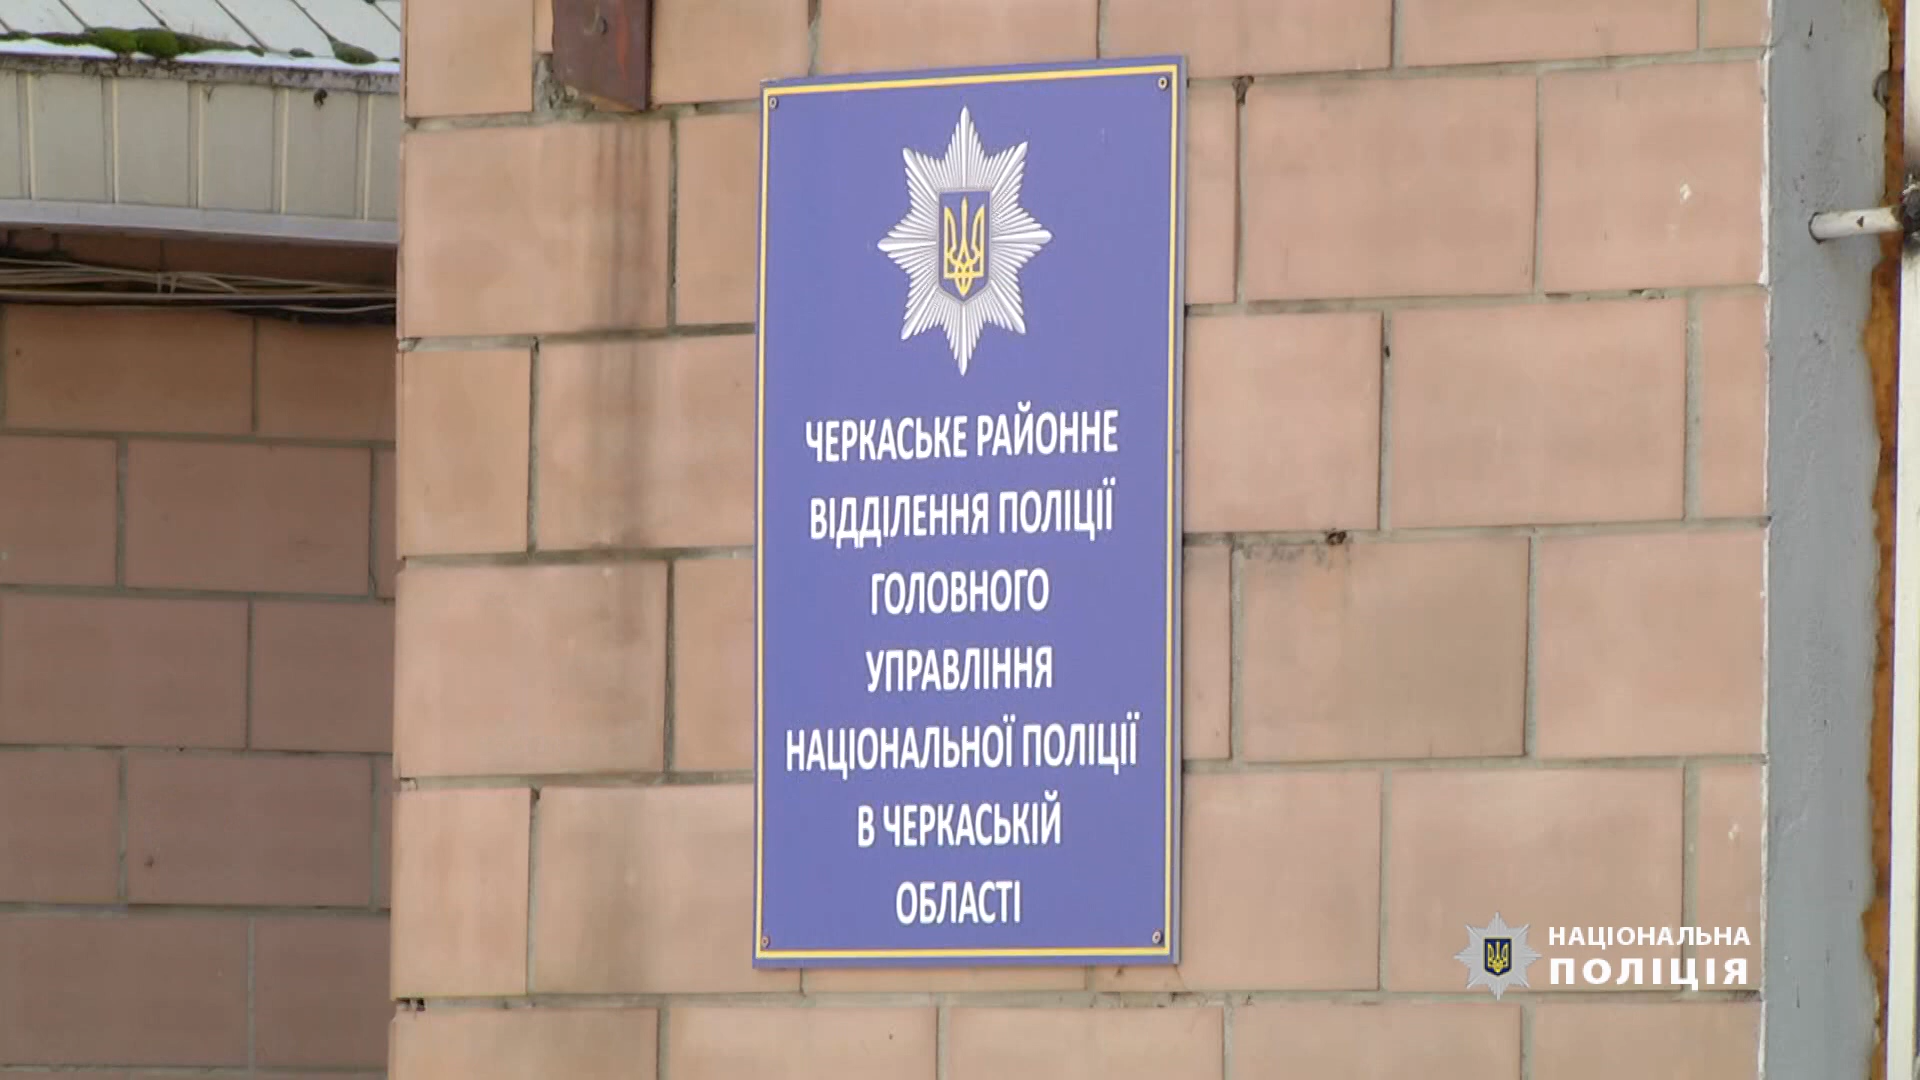 ЧЕРКАСЬКЕ РАЙОННЕ
ВІДДІЛЕННЯ ПОЛІЦІЇ
ГОЛОВНОГО
УПРАВЛІННЯ
НАЦІОНАЛЬНОЇ ПОЛІЦІЇ
В ЧЕРКАСЬКІЙ
ОБЛАСТІ
НАЦІОНАЛЬНА
ПОЛІЦІЯ